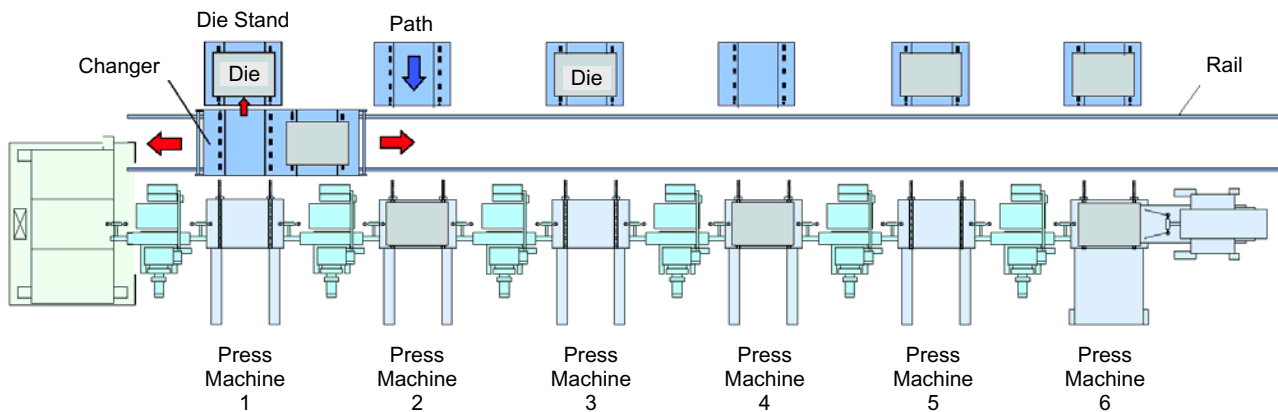 Die Stand
Path
Changer
Die
Die
Rail
Press
Machine
1
Press
Machine
2
Press
Machine
3
Press
Machine
4
Press
Machine
5
Press
Machine
6